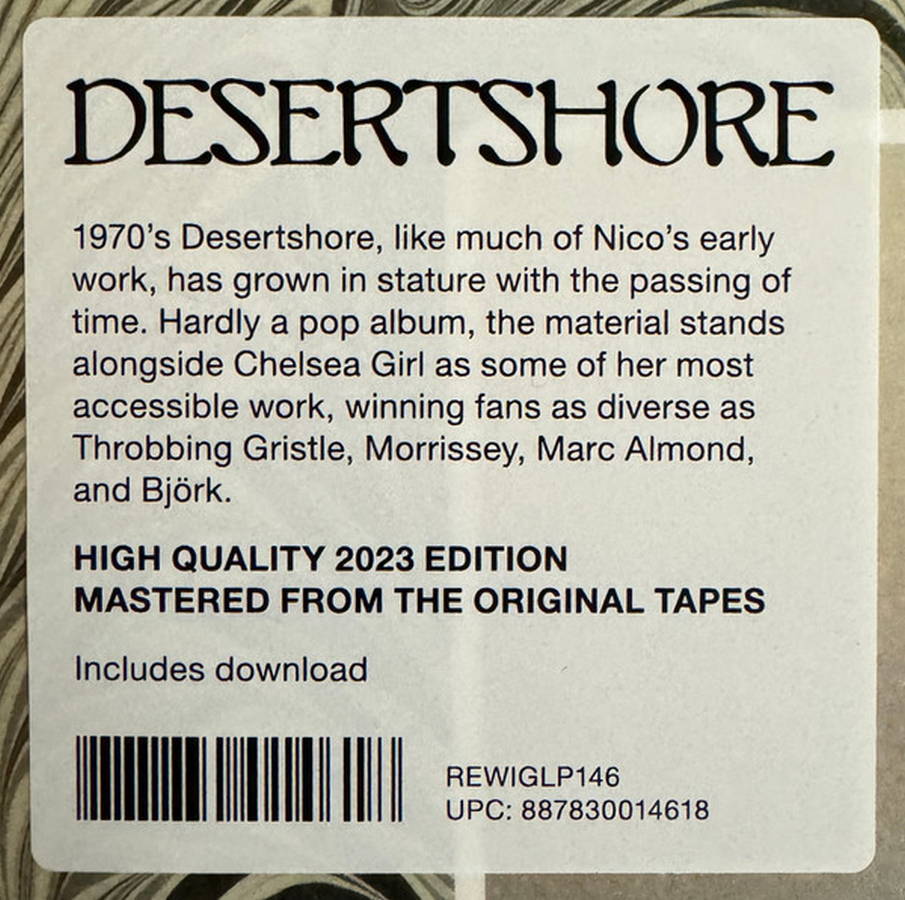 DESERTSHORE
1970’s Desertshore, like much of Nico’s early
work, has grown in stature with the passing of
time. Hardly a pop album, the material stands
alongside Chelsea Girl as some of her most
accessible work, winning fans as diverse as
Throbbing Gristle, Morrissey, Marc Almond,
and Björk.
HIGH QUALITY 2023 EDITION
MASTERED FROM THE ORIGINAL TAPES
Includes download
REWIGLP146
UPC: 887830014618